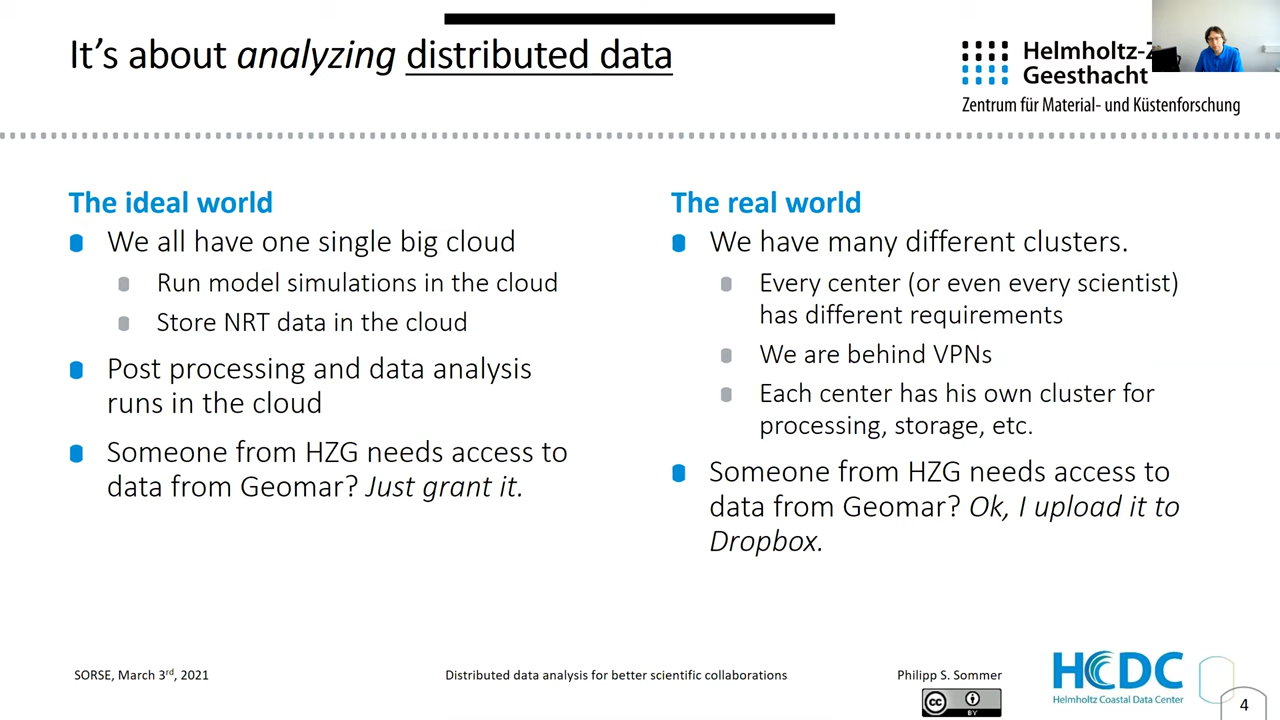 It's about analyzing distributed data
Helmholtz-Z
Geesthacht
Zentrum für Material- und Küstenforschung
The ideal world
We all have one single big cloud
Run model simulations in the cloud
Store NRT data in the cloud
Post processing and data analysis
runs in the cloud
Someone from HZG needs access to
data from Geomar? Just grant it.
The real world
We have many different clusters.
Every center (or even every scientist)
has different requirements
We are behind VPNs
Each center has his own cluster for
processing, storage, etc.
Someone from HZG needs access to
data from Geomar? Ok, I upload it to
Dropbox.
SORSE, March 3rd, 2021
Distributed data analysis for better scientific collaborations
Philipp S. Sommer
cc
BY
HCDC
Helmholtz Coastal Data Center
4